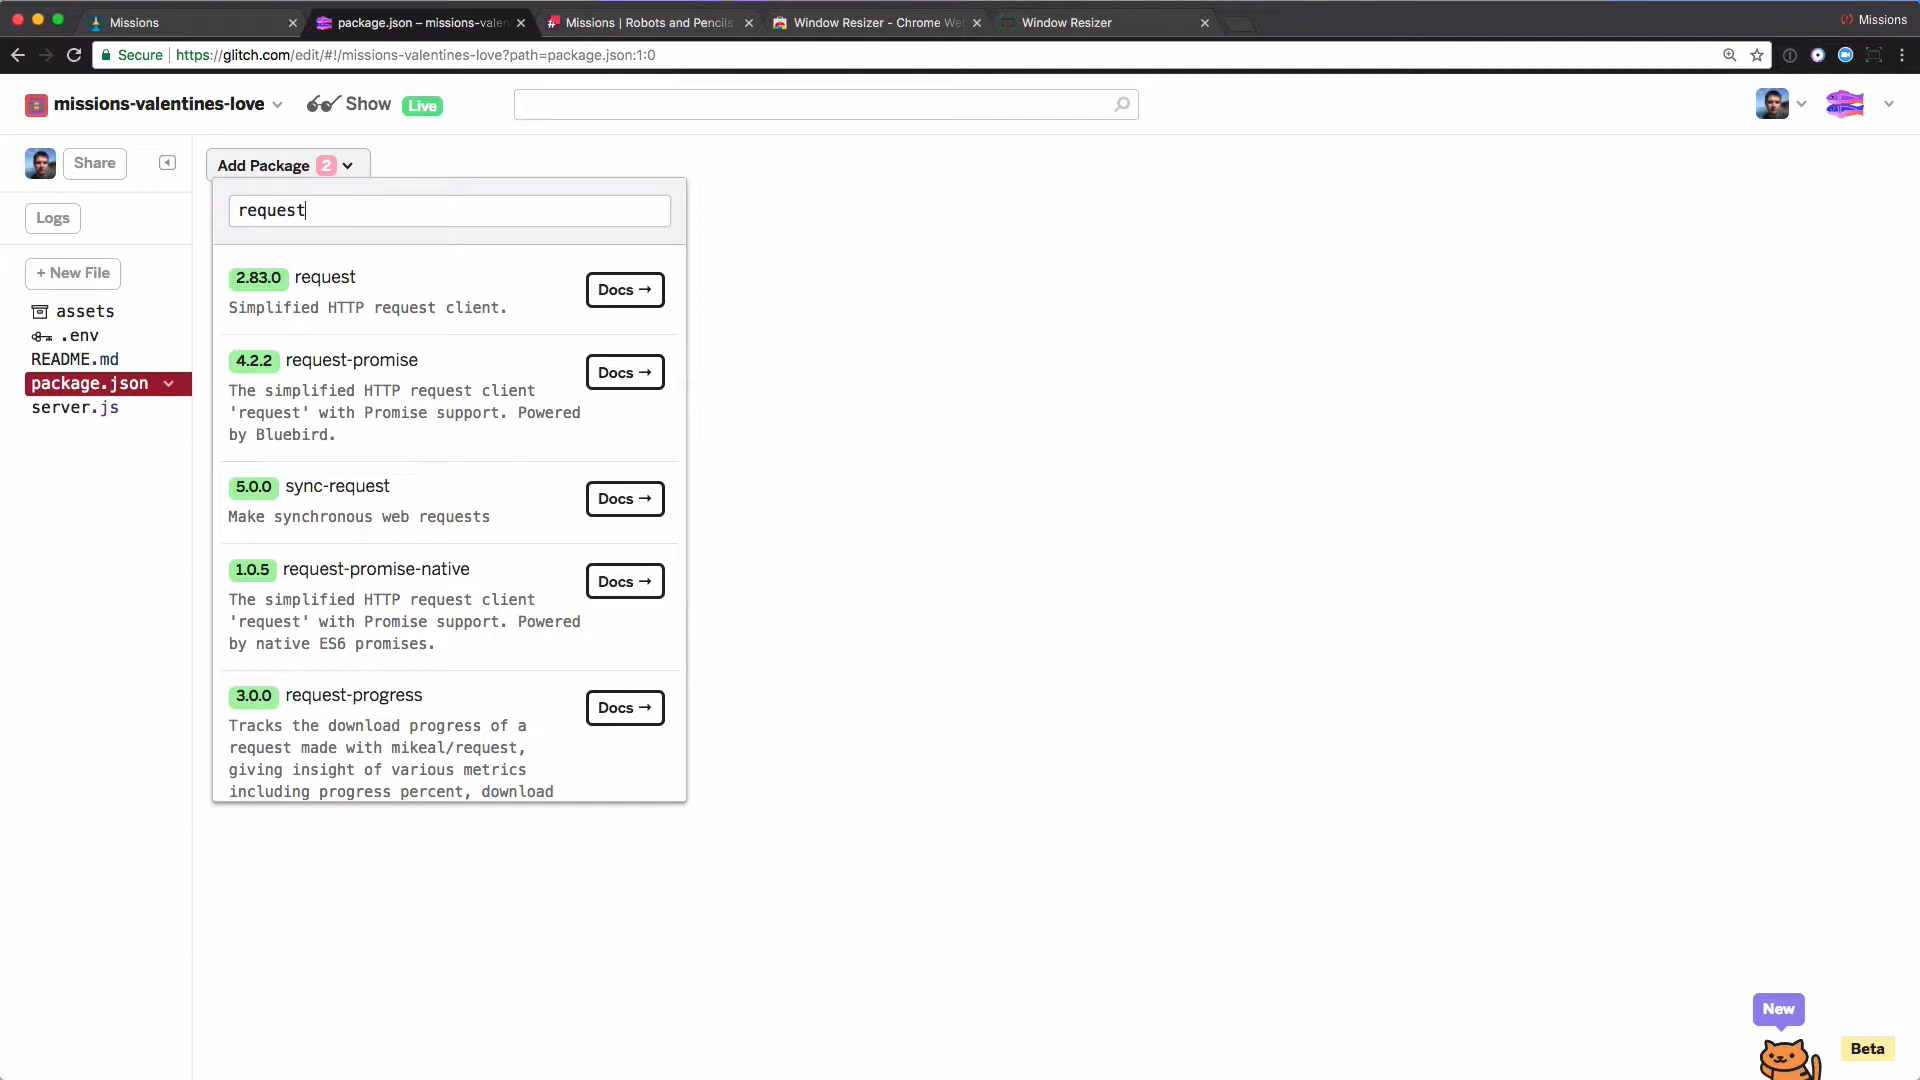 Missions
package.json – missions-valen
Missions | Robots and Pencils
Window Resizer - Chrome We
Window Resizer
Missions
Secure
https://glitch.com/edit/#!/missions-valentines-love?path=package.json:1:0
missions-valentines-love
Show
Live
Share
Add Package 2
request
Logs
+ New File
assets
.env
README.md
package.json
server.js
2.83.0 request
Docs →
Simplified HTTP request client.
4.2.2 request-promise
Docs →
The simplified HTTP request client
'request' with Promise support. Powered
by Bluebird.
5.0.0 sync-request
Docs →
Make synchronous web requests
1.0.5 request-promise-native
Docs →
The simplified HTTP request client
'request' with Promise support. Powered
by native ES6 promises.
3.0.0 request-progress
Docs →
Tracks the download progress of a
request made with mikeal/request,
giving insight of various metrics
including progress percent, download
New
Beta